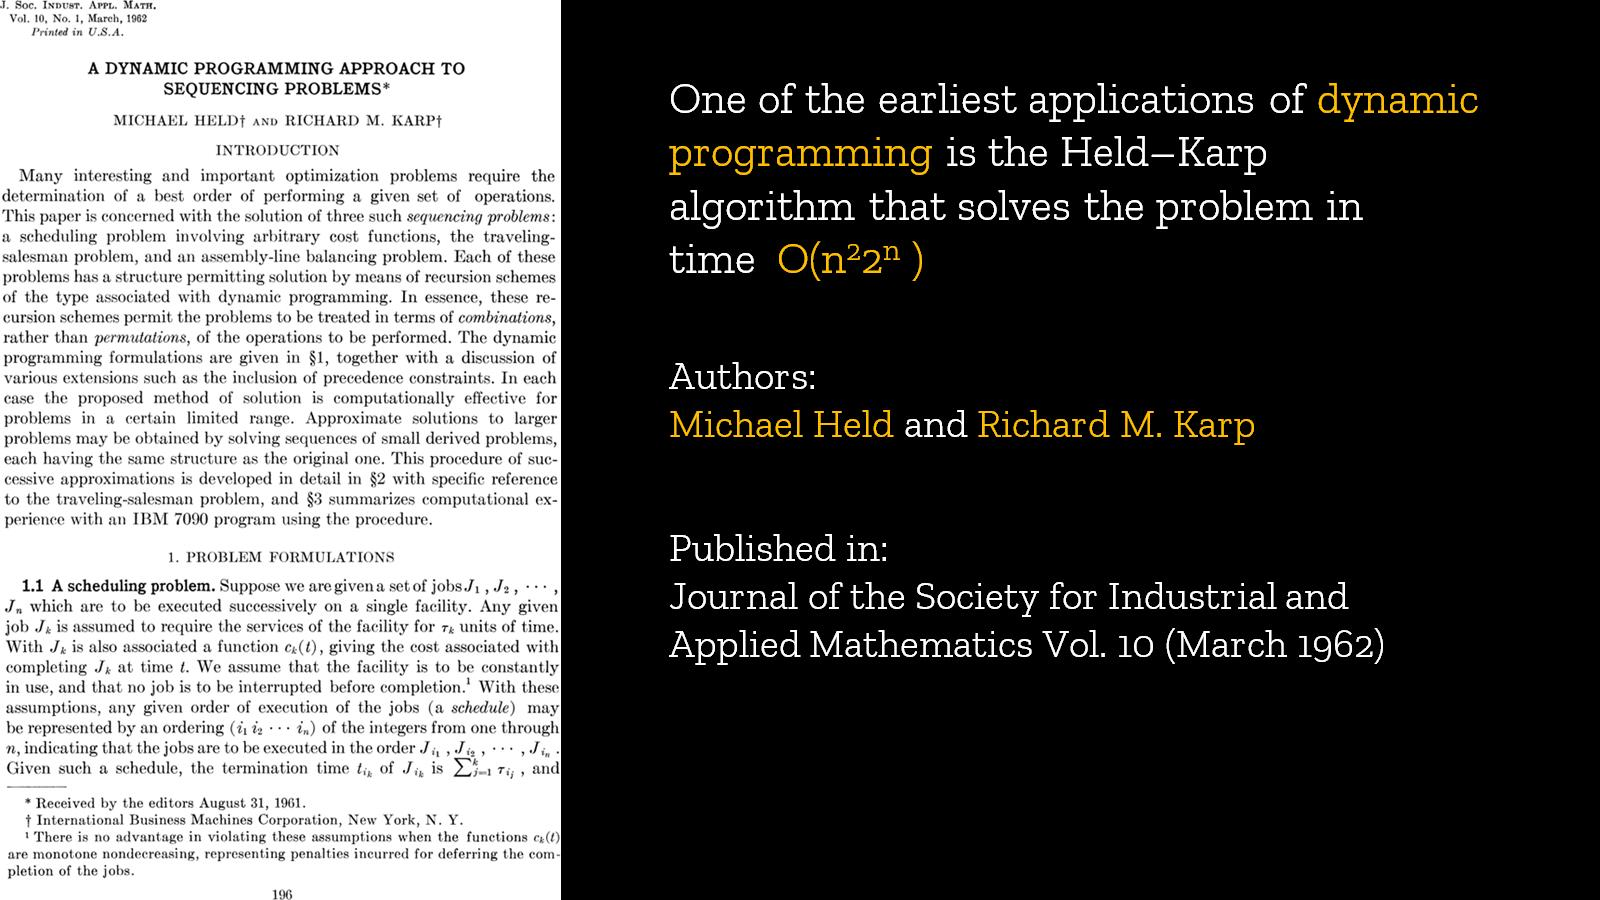 J. Soc. Indust. Appl. Math.
Vol. 10, No. 1, March, 1962
Printed in U.S.A.
A DYNAMIC PROGRAMMING APPROACH TO
SEQUENCING PROBLEMS*
MICHAEL HELD† AND RICHARD M. KARP†
INTRODUCTION
Many interesting and important optimization problems require the
determination of a best order of performing a given set of operations.
This paper is concerned with the solution of three such sequencing problems:
a scheduling problem involving arbitrary cost functions, the traveling-
salesman problem, and an assembly-line balancing problem. Each of these
problems has a structure permitting solution by means of recursion schemes
of the type associated with dynamic programming. In essence, these re-
cursion schemes permit the problems to be treated in terms of combinations,
rather than permutations, of the operations to be performed. The dynamic
programming formulations are given in §1, together with a discussion of
various extensions such as the inclusion of precedence constraints. In each
case the proposed method of solution is computationally effective for
problems in a certain limited range. Approximate solutions to larger
problems may be obtained by solving sequences of small derived problems,
each having the same structure as the original one. This procedure of suc-
cessive approximations is developed in detail in §2 with specific reference
to the traveling-salesman problem, and §3 summarizes computational ex-
perience with an IBM 7090 program using the procedure.
1. PROBLEM FORMULATIONS
1.1 A scheduling problem. Suppose we are given a set of jobs J₁ , J₂ , ··· ,
Jₙ which are to be executed successively on a single facility. Any given
job Jₖ is assumed to require the services of the facility for τₖ units of time.
With Jₖ is also associated a function cₖ(t), giving the cost associated with
completing Jₖ at time t. We assume that the facility is to be constantly
in use, and that no job is to be interrupted before completion.¹ With these
assumptions, any given order of execution of the jobs (a schedule) may
be represented by an ordering (i₁ i₂ ··· iₙ) of the integers from one through
n, indicating that the jobs are to be executed in the order J_{i₁} , J_{i₂} , ··· , J_{iₙ} .
Given such a schedule, the termination time t_{iₖ} of J_{iₖ} is ∑ᵏⱼ₌₁ τ_{iⱼ} , and
* Received by the editors August 31, 1961.
† International Business Machines Corporation, New York, N. Y.
¹ There is no advantage in violating these assumptions when the functions cₖ(t)
are monotone nondecreasing, representing penalties incurred for deferring the com-
pletion of the jobs.
196
One of the earliest applications of dynamic
programming is the Held–Karp
algorithm that solves the problem in
time O(n²2ⁿ )
Authors:
Michael Held and Richard M. Karp
Published in:
Journal of the Society for Industrial and
Applied Mathematics Vol. 10 (March 1962)